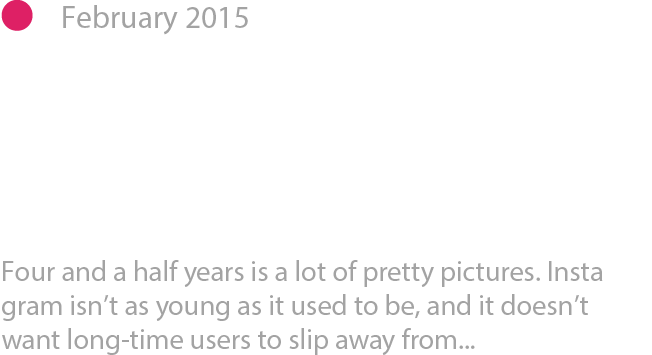 February 2015
Four and a half years is a lot of pretty pictures. Insta
gram isn’t as young as it used to be, and it doesn’t
want long-time users to slip away from...